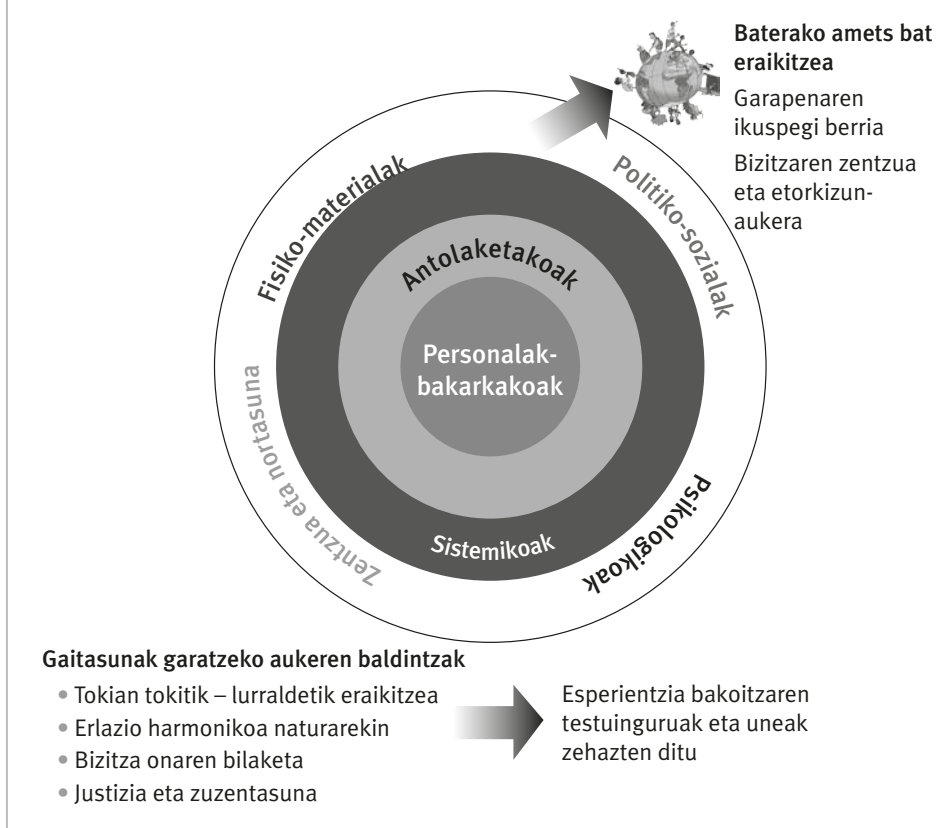 Baterako amets bat
eraikitzea
Garapenaren
ikuspegi berria
Bizitzaren zentzua
eta etorkizun-
aukera
Fisiko-materialak
Politiko-sozialak
Antolaketakoak
Personalak-
bakarkakoak
Zentzua eta nortasuna
Sistemikoak
Psikologikoak
Gaitasunak garatzeko aukeren baldintzak
• Tokian tokitik – lurraldetik eraikitzea
• Erlazio harmonikoa naturarekin
• Bizitza onaren bilaketa
• Justizia eta zuzentasuna
Esperientzia bakoitzaren
testuinguruak eta uneak
zehazten ditu